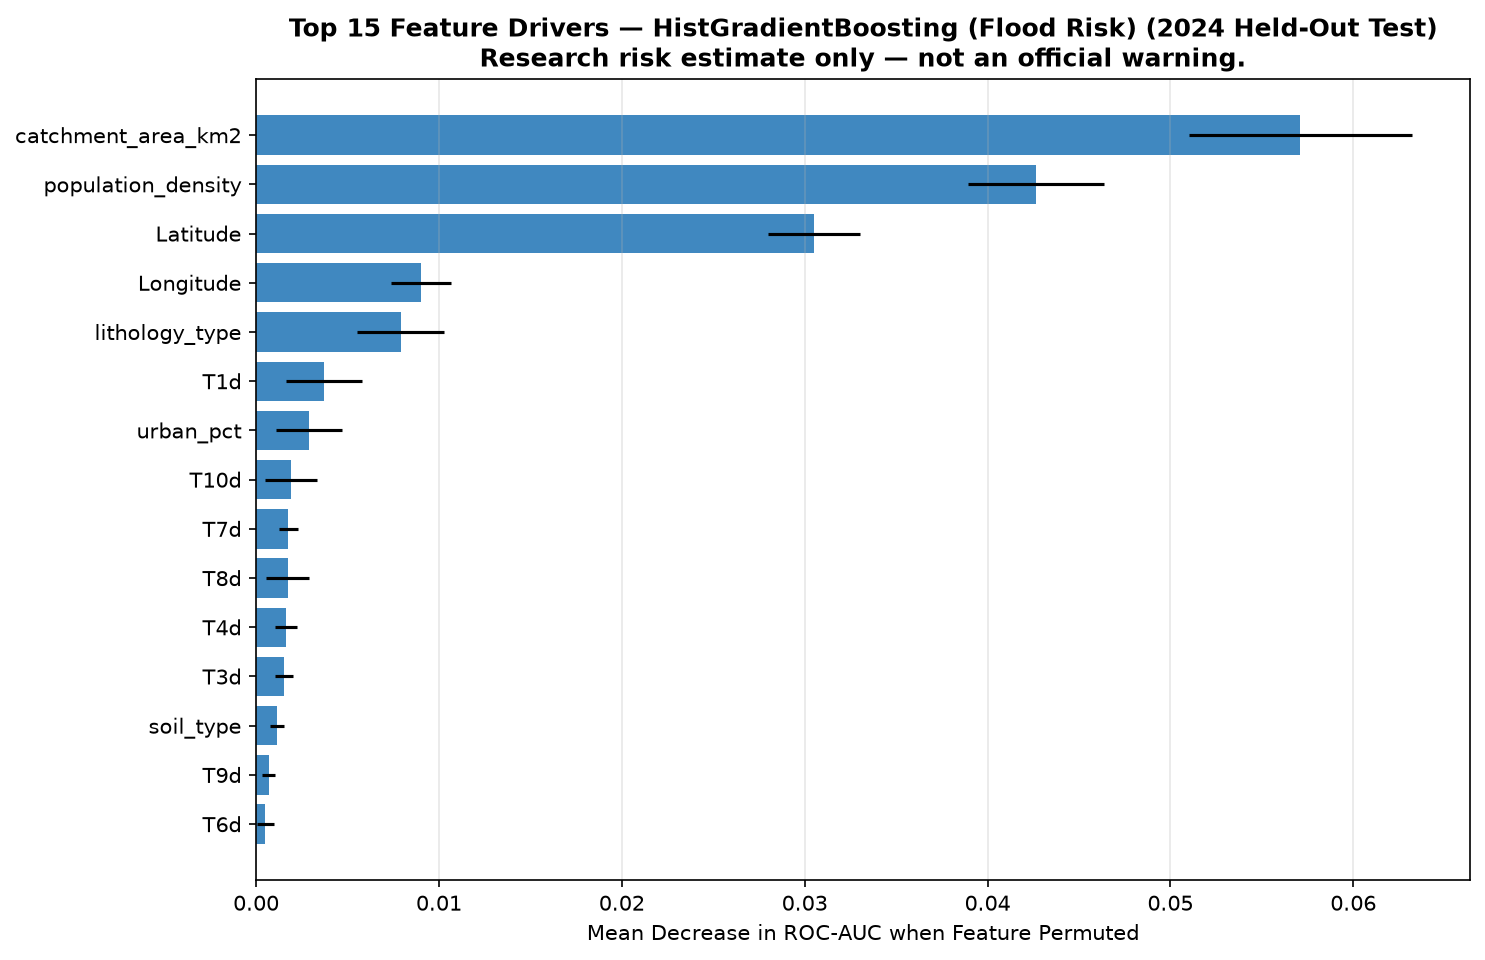 Top 15 Feature Drivers — HistGradientBoosting (Flood Risk) (2024 Held-Out Test)
Research risk estimate only — not an official warning.
catchment_area_km2
population_density
Latitude
Longitude
lithology_type
T1d
urban_pct
T10d
T7d
T8d
T4d
T3d
soil_type
T9d
T6d
0.00 0.01 0.02 0.03 0.04 0.05 0.06
Mean Decrease in ROC-AUC when Feature Permuted